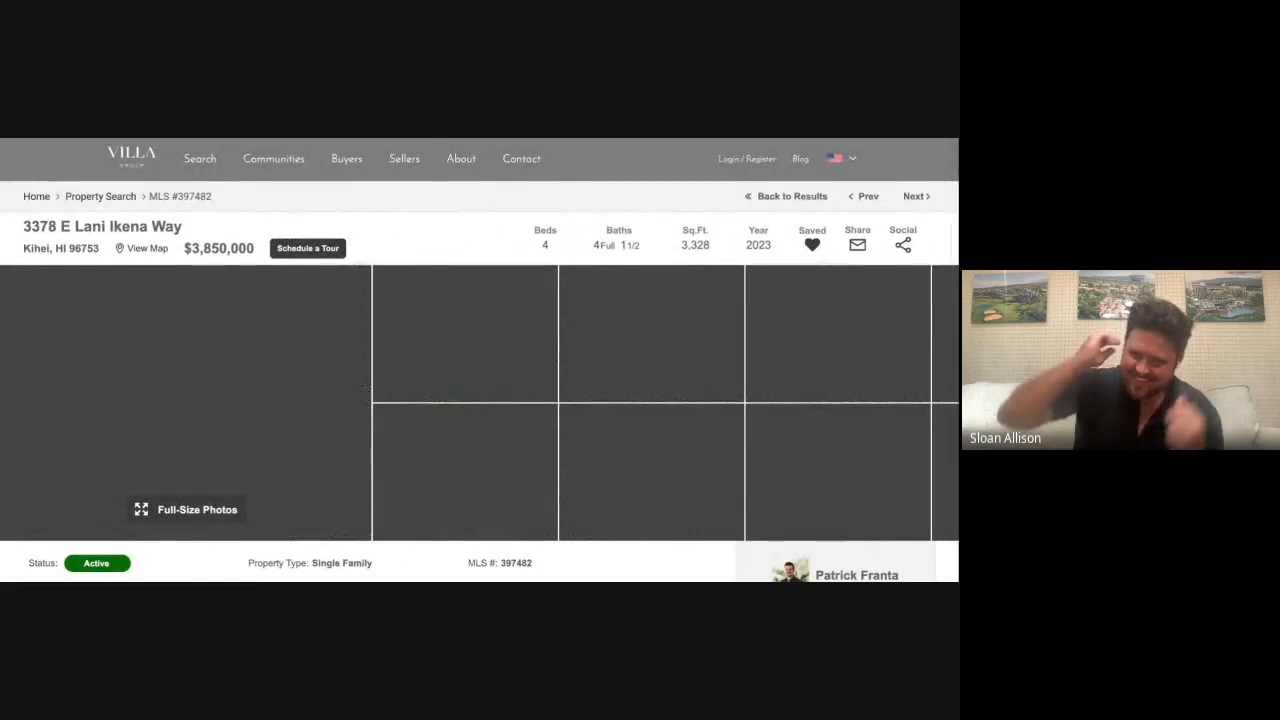 VILLA
GROUP
Search Communities Buyers Sellers About Contact
Login / Register Blog
Home > Property Search > MLS #397482
« Back to Results < Prev Next >
3378 E Lani Ikena Way
Kihei, HI 96753 View Map $3,850,000 Schedule a Tour
Beds Baths Sq.Ft. Year Saved Share Social
4 4 Full 1 1/2 3,328 2023
Full-Size Photos
Status: Active Property Type: Single Family MLS #: 397482
Patrick Franta
Sloan Allison